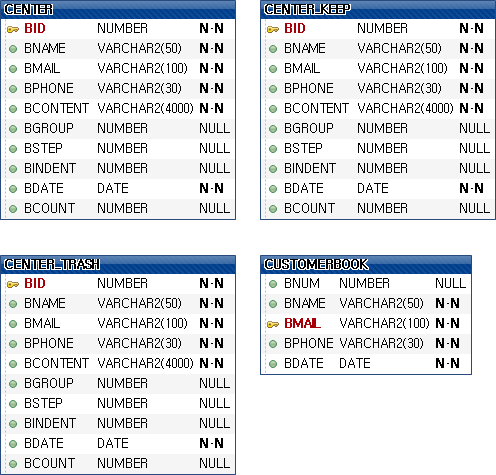 CENTER
BID NUMBER N-N
BNAME VARCHAR2(50) N-N
BMAIL VARCHAR2(100) N-N
BPHONE VARCHAR2(30) N-N
BCONTENT VARCHAR2(4000) N-N
BGROUP NUMBER NULL
BSTEP NUMBER NULL
BINDENT NUMBER NULL
BDATE DATE N-N
BCOUNT NUMBER NULL
CENTER_KEEP
BID NUMBER N-N
BNAME VARCHAR2(50) N-N
BMAIL VARCHAR2(100) N-N
BPHONE VARCHAR2(30) N-N
BCONTENT VARCHAR2(4000) N-N
BGROUP NUMBER NULL
BSTEP NUMBER NULL
BINDENT NUMBER NULL
BDATE DATE N-N
BCOUNT NUMBER NULL
CENTER_TRASH
BID NUMBER N-N
BNAME VARCHAR2(50) N-N
BMAIL VARCHAR2(100) N-N
BPHONE VARCHAR2(30) N-N
BCONTENT VARCHAR2(4000) N-N
BGROUP NUMBER NULL
BSTEP NUMBER NULL
BINDENT NUMBER NULL
BDATE DATE N-N
BCOUNT NUMBER NULL
CUSTOMERBOOK
BNUM NUMBER NULL
BNAME VARCHAR2(50) N-N
BMAIL VARCHAR2(100) N-N
BPHONE VARCHAR2(30) N-N
BDATE DATE N-N